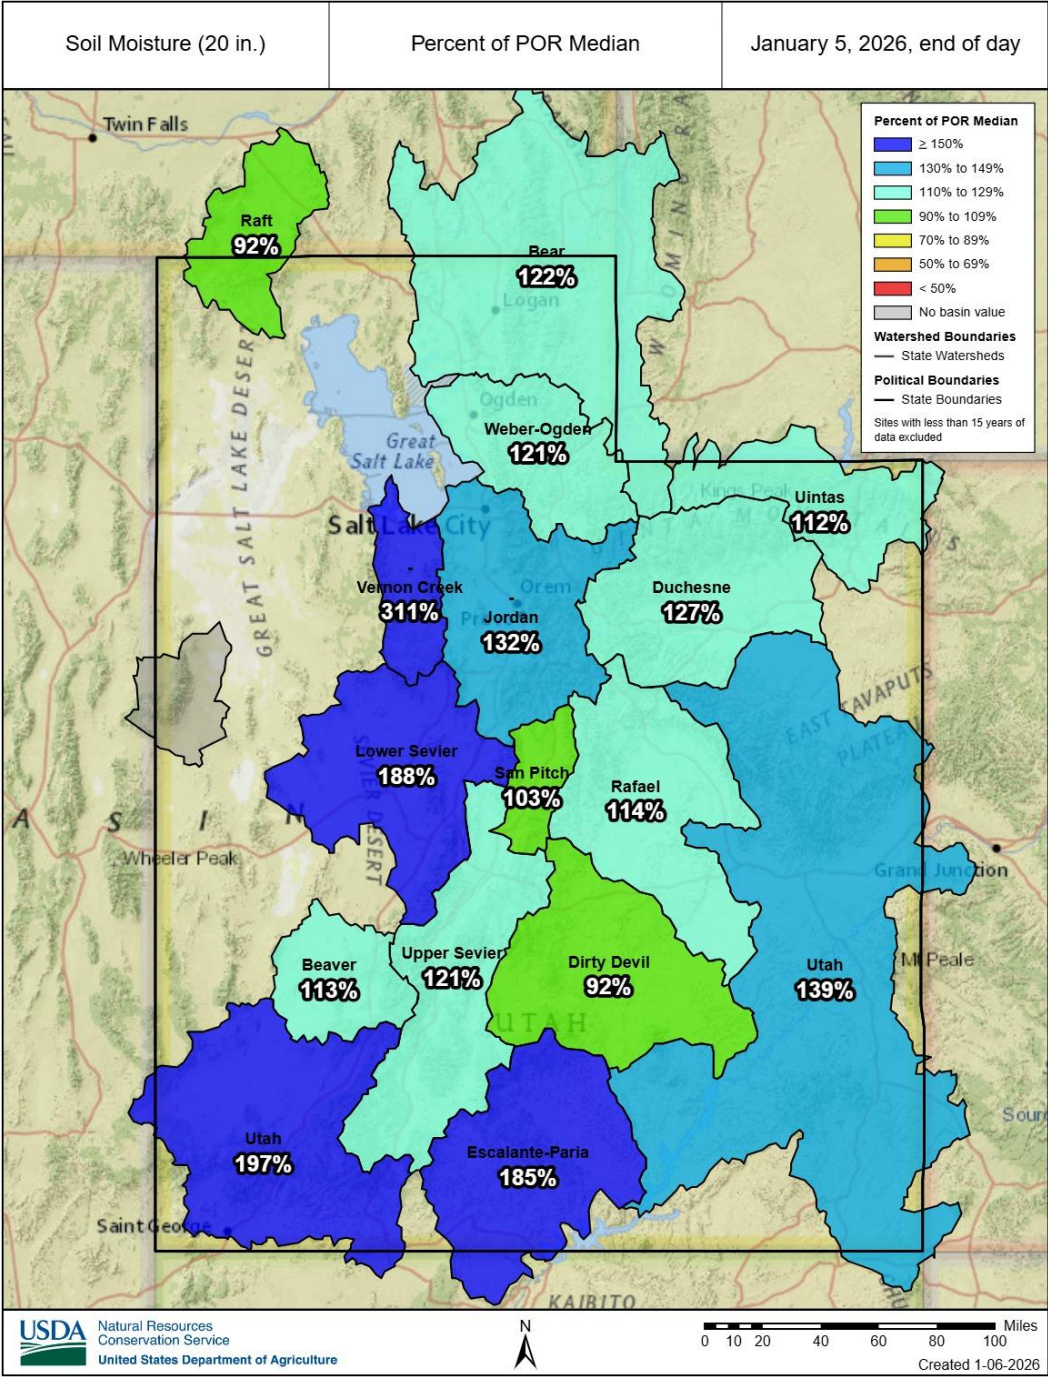 Soil Moisture (20 in.)
Percent of POR Median
January 5, 2026, end of day
Percent of POR Median
≥ 150%
130% to 149%
110% to 129%
90% to 109%
70% to 89%
50% to 69%
< 50%
No basin value
Watershed Boundaries
State Watersheds
Political Boundaries
State Boundaries
Sites with less than 15 years of
data excluded
Twin Falls
Raft
92%
Bear
122%
Logan
WYOMING RA
GREAT SALT LAKE DESERT
Ogden
Weber-Ogden
121%
Great
Salt Lake
Kings Peak
Uintas
112%
Salt Lake City
Vernon Creek
311%
Orem
Jordan
132%
Duchesne
127%
EAST TAVAPUTS
PLATEAU
Lower Sevier
188%
SEVIER DESERT
San Pitch
103%
Rafael
114%
A S I N
Wheeler Peak
Grand Junction
Beaver
113%
Upper Sevier
121%
Dirty Devil
92%
Utah
139%
Mt Peale
UTAH
Utah
197%
Escalante-Paria
185%
Saint George
KAIBITO
USDA
Natural Resources
Conservation Service
United States Department of Agriculture
N
0 10 20 40 60 80 100 Miles
Created 1-06-2026